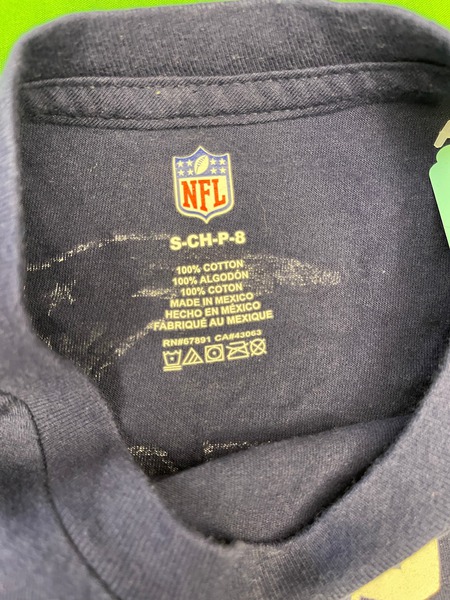 NFL
S-CH-P-8
100% COTTON
100% ALGODÓN
100% COTON
MADE IN MEXICO
HECHO EN MÉXICO
FABRIQUÉ AU MEXIQUE
RN#67891 CA#43063